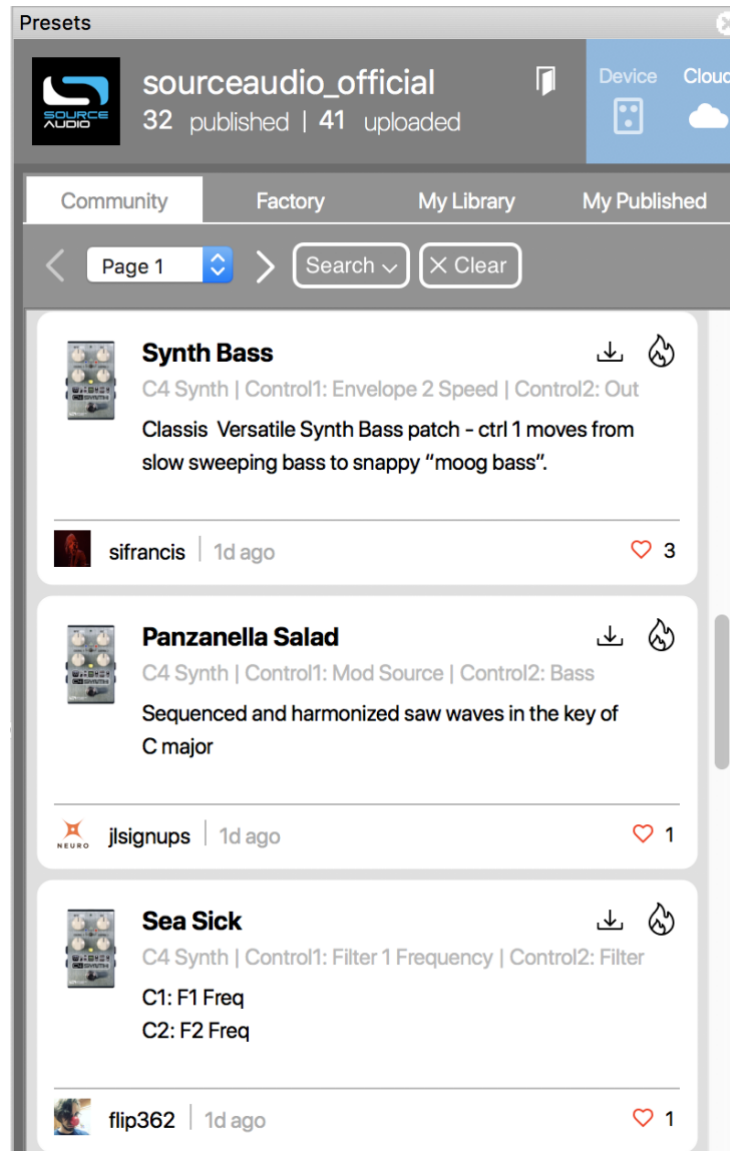 Presets
sourceaudio_official
32 published | 41 uploaded
Device Cloud
SOURCE
AUDIO
Community Factory My Library My Published
Page 1 Search Clear
Synth Bass
C4 Synth | Control1: Envelope 2 Speed | Control2: Out
Classis Versatile Synth Bass patch - ctrl 1 moves from
slow sweeping bass to snappy “moog bass”.
sifrancis | 1d ago 3
Panzanella Salad
C4 Synth | Control1: Mod Source | Control2: Bass
Sequenced and harmonized saw waves in the key of
C major
NEURO
jlsignups | 1d ago 1
Sea Sick
C4 Synth | Control1: Filter 1 Frequency | Control2: Filter
C1: F1 Freq
C2: F2 Freq
flip362 | 1d ago 1